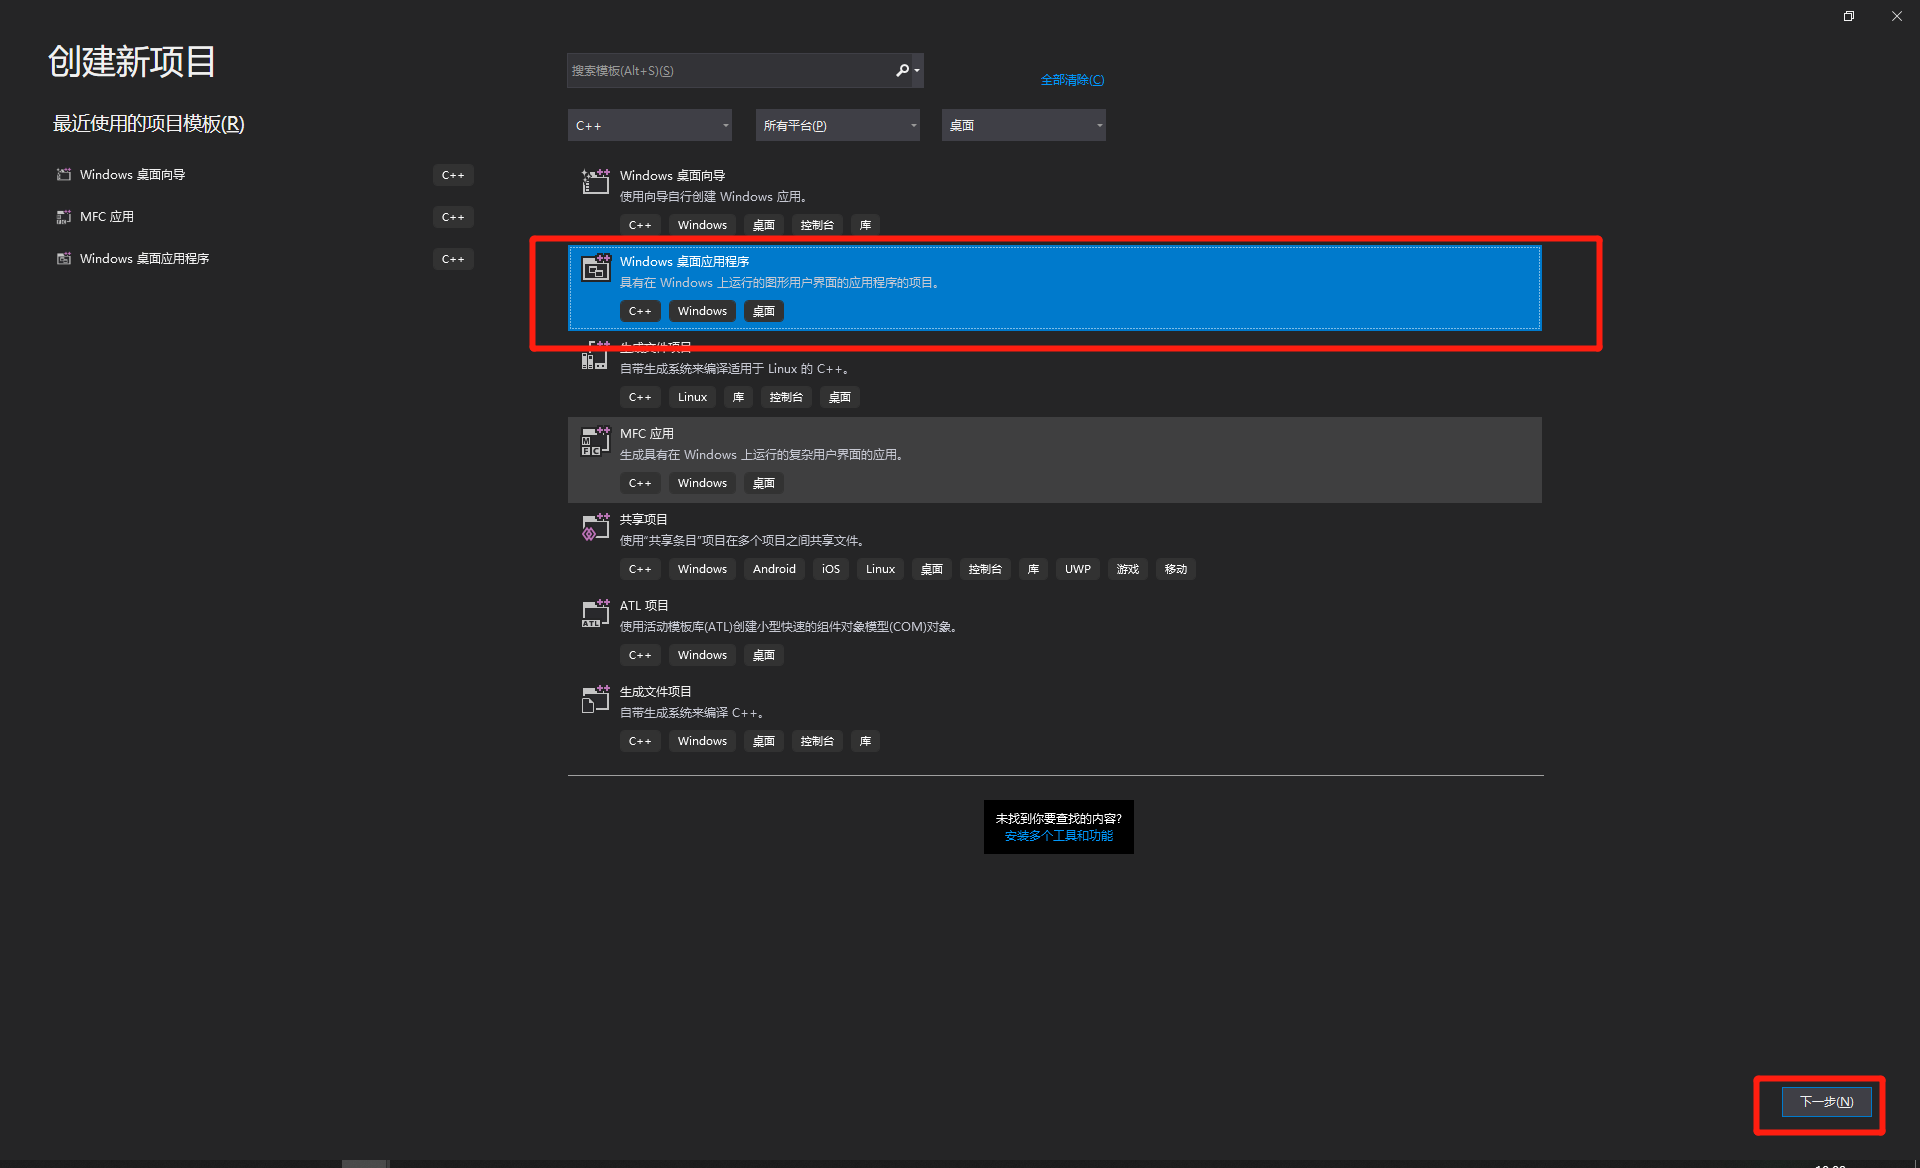 创建新项目
最近使用的项目模板(R)
Windows 桌面向导 C++
MFC 应用 C++
Windows 桌面应用程序 C++
搜索模板(Alt+S)(S)
全部清除(C)
C++ 所有平台(P) 桌面
Windows 桌面向导
使用向导自行创建 Windows 应用。
C++ Windows 桌面 控制台 库
Windows 桌面应用程序
具有在 Windows 上运行的图形用户界面的应用程序的项目。
C++ Windows 桌面
生成文件项目
自带生成系统来编译适用于 Linux 的 C++。
C++ Linux 库 控制台 桌面
MFC 应用
生成具有在 Windows 上运行的复杂用户界面的应用。
C++ Windows 桌面
共享项目
使用“共享条目”项目在多个项目之间共享文件。
C++ Windows Android iOS Linux 桌面 控制台 库 UWP 游戏 移动
ATL 项目
使用活动模板库(ATL)创建小型快速的组件对象模型(COM)对象。
C++ Windows 桌面
生成文件项目
自带生成系统来编译 C++。
C++ Windows 桌面 控制台 库
未找到你要查找的内容?
安装多个工具和功能
下一步(N)